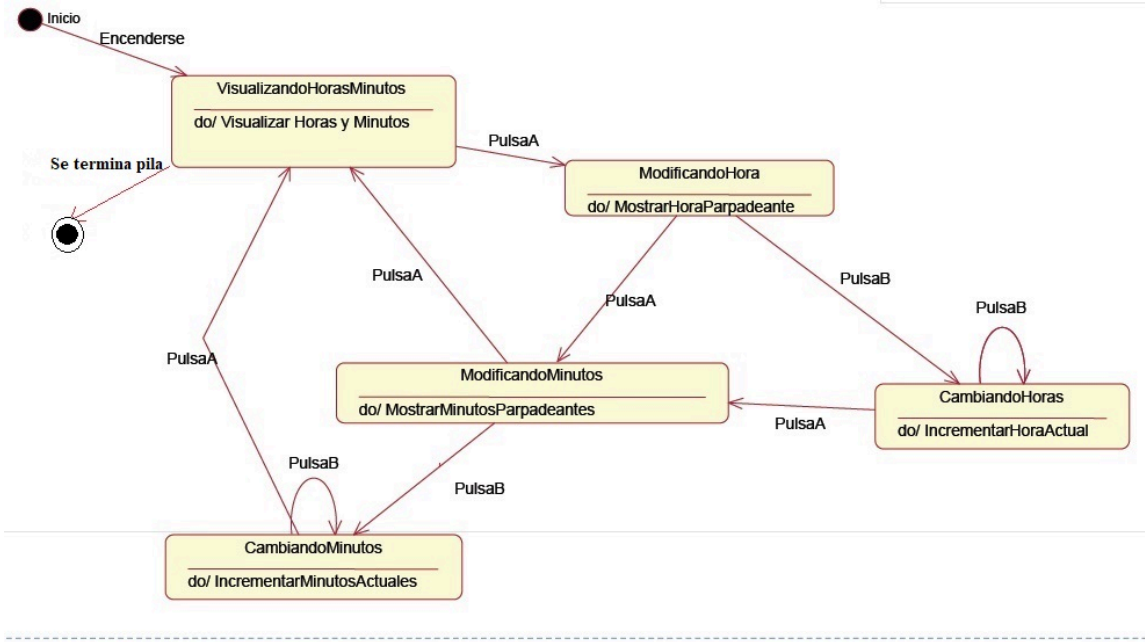 Inicio
Encenderse
VisualizandoHorasMinutos
do/ Visualizar Horas y Minutos
PulsaA
Se termina pila
ModificandoHora
do/ MostrarHoraParpadeante
PulsaA
PulsaA
PulsaB
PulsaB
PulsaA
ModificandoMinutos
do/ MostrarMinutosParpadeantes
CambiandoHoras
do/ IncrementarHoraActual
PulsaA
PulsaB
PulsaB
CambiandoMinutos
do/ IncrementarMinutosActuales